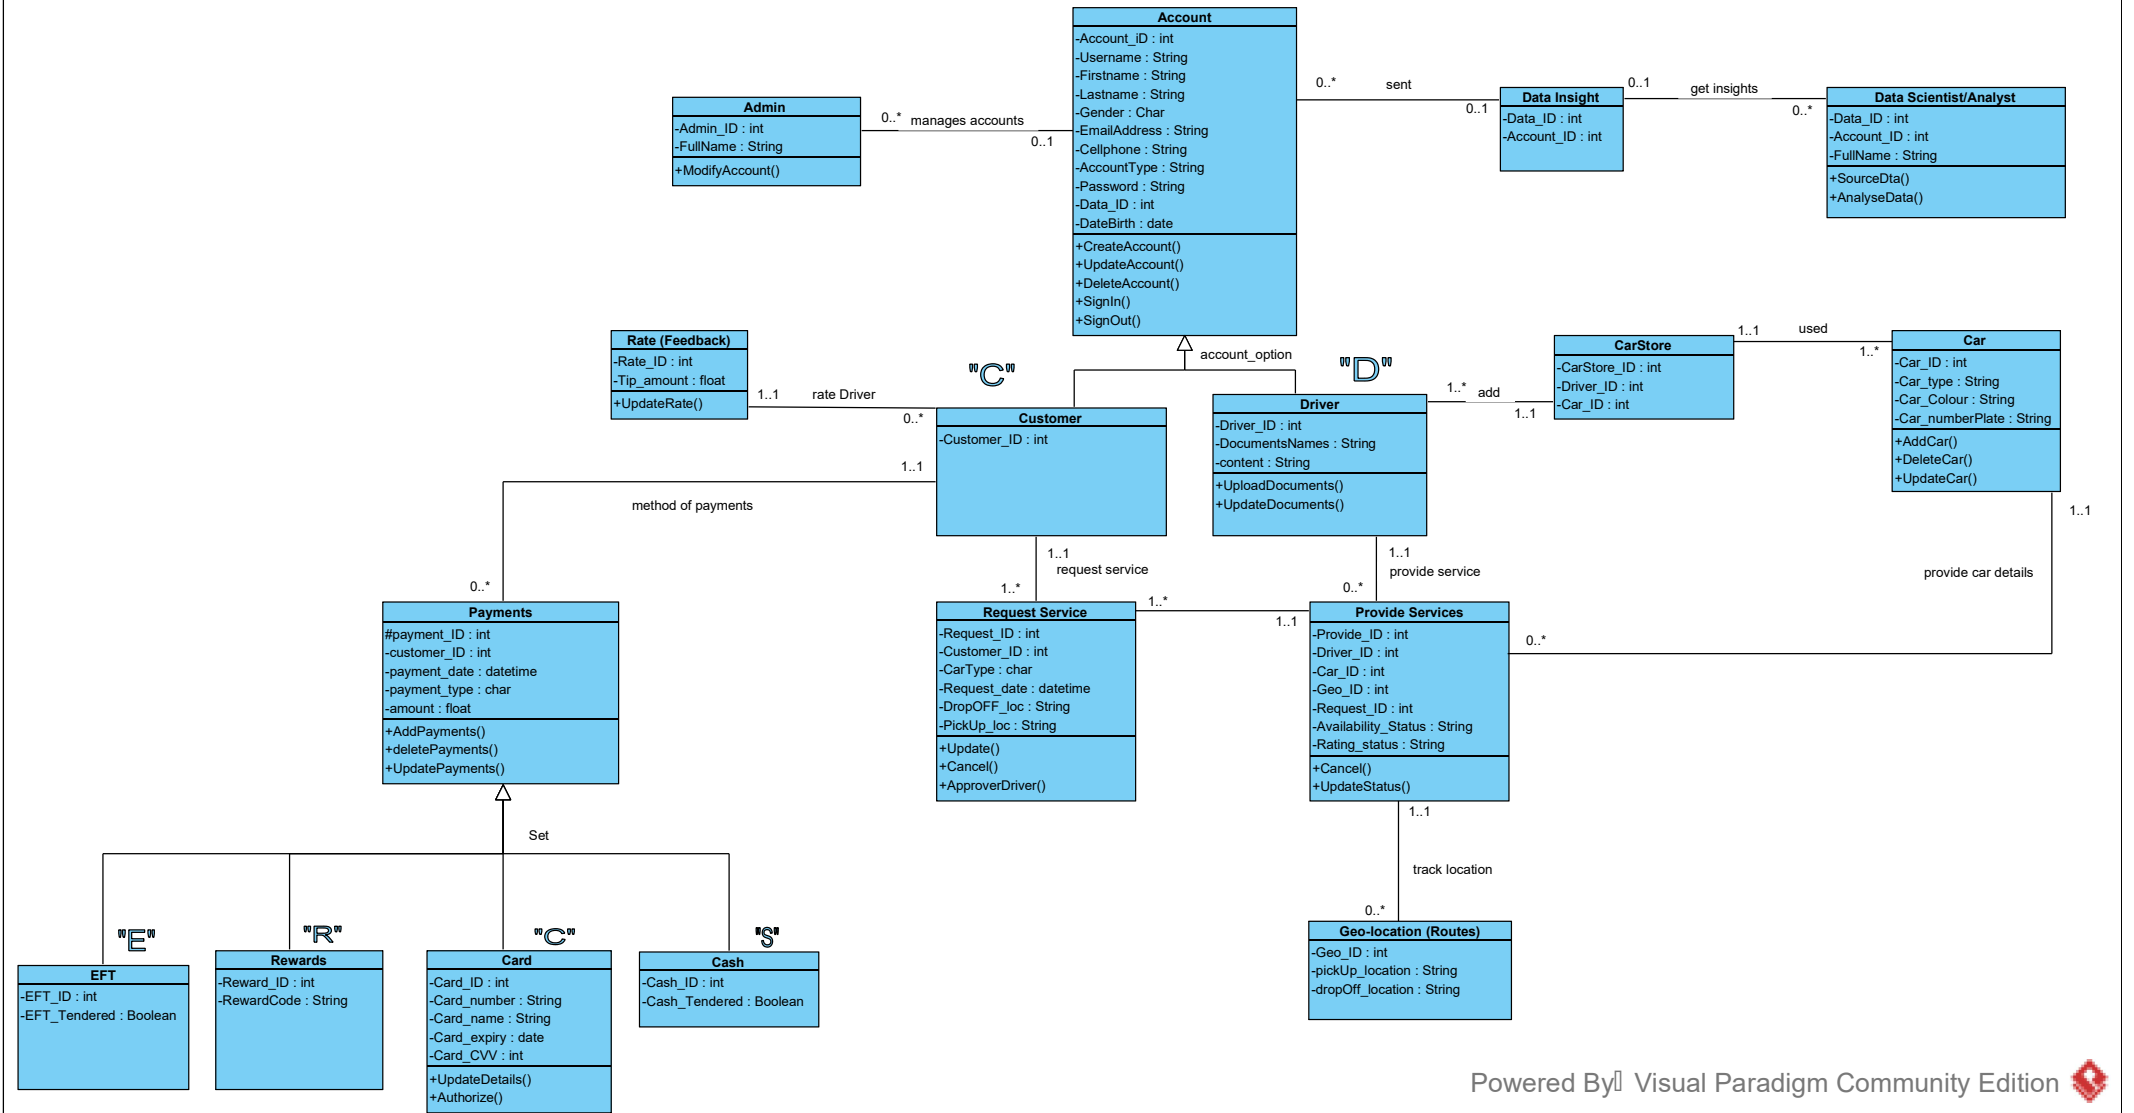 Account
-Account_iD : int
-Username : String
-Firstname : String
-Lastname : String
-Gender : Char
-EmailAddress : String
-Cellphone : String
-AccountType : String
-Password : String
-Data_ID : int
-DateBirth : date
+CreateAccount()
+UpdateAccount()
+DeleteAccount()
+SignIn()
+SignOut()
Admin
-Admin_ID : int
-FullName : String
+ModifyAccount()
0..* manages accounts
0..1
0..* sent
0..1
Data Insight
-Data_ID : int
-Account_ID : int
0..1 get insights
0..*
Data Scientist/Analyst
-Data_ID : int
-Account_ID : int
-FullName : String
+SourceDta()
+AnalyseData()
account_option
"C"
"D"
Rate (Feedback)
-Rate_ID : int
-Tip_amount : float
+UpdateRate()
1..1 rate Driver
0..*
Customer
-Customer_ID : int
1..1
Driver
-Driver_ID : int
-DocumentsNames : String
-content : String
+UploadDocuments()
+UpdateDocuments()
1..* add
1..1
CarStore
-CarStore_ID : int
-Driver_ID : int
-Car_ID : int
1..1 used
1..*
Car
-Car_ID : int
-Car_type : String
-Car_Colour : String
-Car_numberPlate : String
+AddCar()
+DeleteCar()
+UpdateCar()
1..1
method of payments
0..*
1..1
request service
1..*
1..1
provide service
0..*
provide car details
0..*
Payments
#payment_ID : int
-customer_ID : int
-payment_date : datetime
-payment_type : char
-amount : float
+AddPayments()
+deletePayments()
+UpdatePayments()
Request Service
-Request_ID : int
-Customer_ID : int
-CarType : char
-Request_date : datetime
-DropOFF_loc : String
-PickUp_loc : String
+Update()
+Cancel()
+ApproverDriver()
1..*
1..1
Provide Services
-Provide_ID : int
-Driver_ID : int
-Car_ID : int
-Geo_ID : int
-Request_ID : int
-Availability_Status : String
-Rating_status : String
+Cancel()
+UpdateStatus()
1..1
track location
0..*
Set
"E"
"R"
"C"
"S"
EFT
-EFT_ID : int
-EFT_Tendered : Boolean
Rewards
-Reward_ID : int
-RewardCode : String
Card
-Card_ID : int
-Card_number : String
-Card_name : String
-Card_expiry : date
-Card_CVV : int
+UpdateDetails()
+Authorize()
Cash
-Cash_ID : int
-Cash_Tendered : Boolean
Geo-location (Routes)
-Geo_ID : int
-pickUp_location : String
-dropOff_location : String
Powered By Visual Paradigm Community Edition